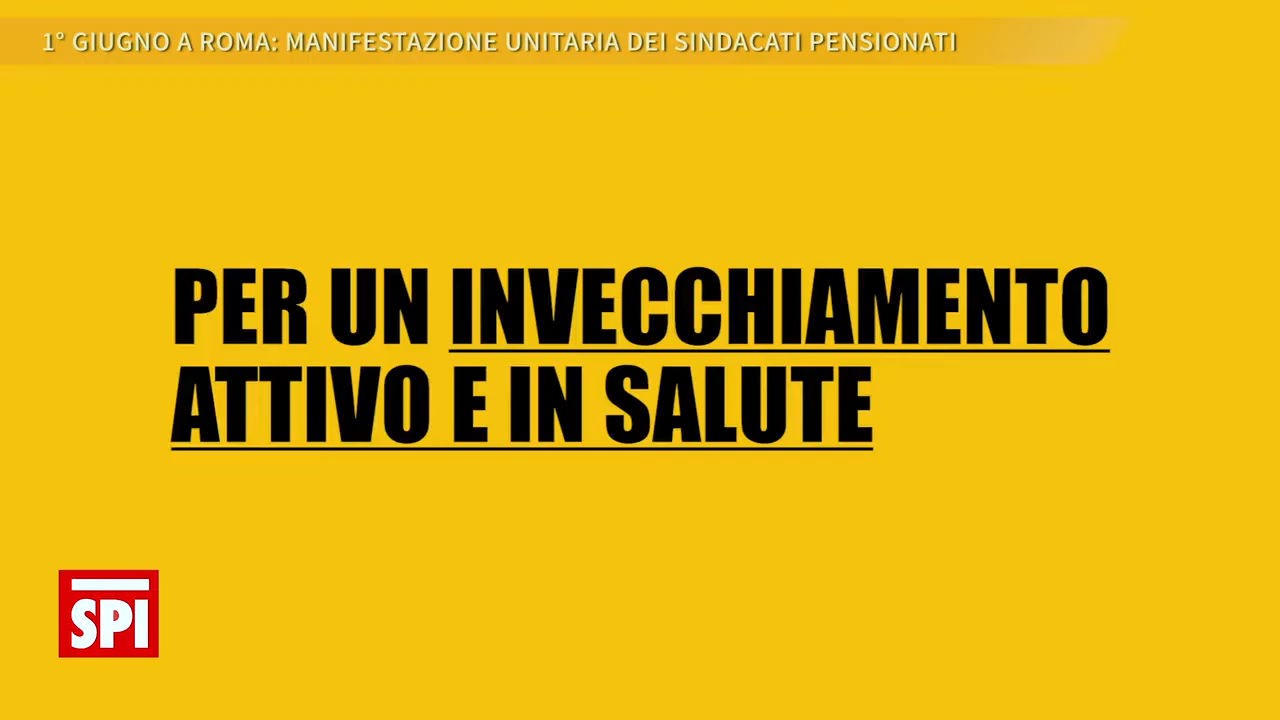 1° GIUGNO A ROMA: MANIFESTAZIONE UNITARIA DEI SINDACATI PENSIONATI
PER UN INVECCHIAMENTO
ATTIVO E IN SALUTE
SPI